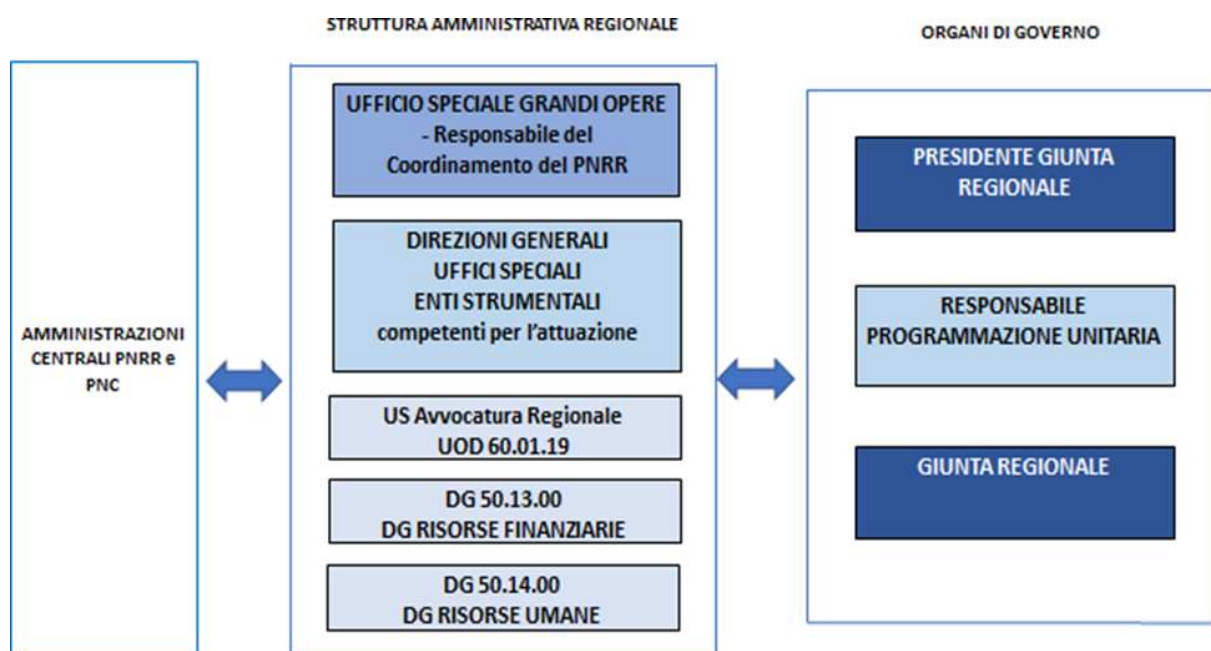 STRUTTURA AMMINISTRATIVA REGIONALE
ORGANI DI GOVERNO
AMMINISTRAZIONI
CENTRALI PNRR e
PNC
UFFICIO SPECIALE GRANDI OPERE
- Responsabile del
Coordinamento del PNRR
DIREZIONI GENERALI
UFFICI SPECIALI
ENTI STRUMENTALI
competenti per l'attuazione
US Avvocatura Regionale
UOD 60.01.19
DG 50.13.00
DG RISORSE FINANZIARIE
DG 50.14.00
DG RISORSE UMANE
PRESIDENTE GIUNTA
REGIONALE
RESPONSABILE
PROGRAMMAZIONE UNITARIA
GIUNTA REGIONALE